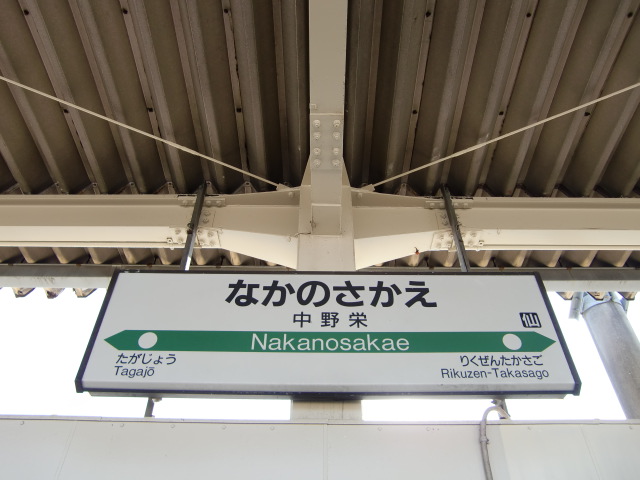 なかのさかえ
中野栄
仙
Nakanosakae
たがじょう
Tagajō
りくぜんたかさご
Rikuzen-Takasago